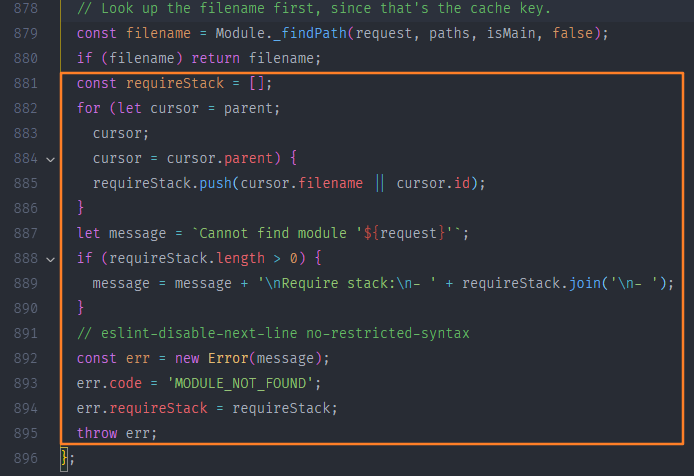 878 // Look up the filename first, since that's the cache key.
879 const filename = Module._findPath(request, paths, isMain, false);
880 if (filename) return filename;
881 const requireStack = [];
882 for (let cursor = parent;
883 cursor;
884 cursor = cursor.parent) {
885 requireStack.push(cursor.filename || cursor.id);
886 }
887 let message = `Cannot find module '${request}'`;
888 if (requireStack.length > 0) {
889 message = message + '\nRequire stack:\n- ' + requireStack.join('\n- ');
890 }
891 // eslint-disable-next-line no-restricted-syntax
892 const err = new Error(message);
893 err.code = 'MODULE_NOT_FOUND';
894 err.requireStack = requireStack;
895 throw err;
896 };